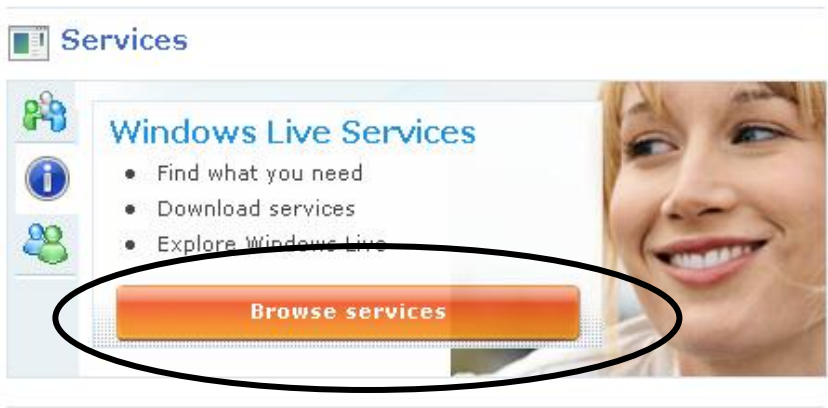 Services
Windows Live Services
• Find what you need
• Download services
• Explore Windows Live
Browse services